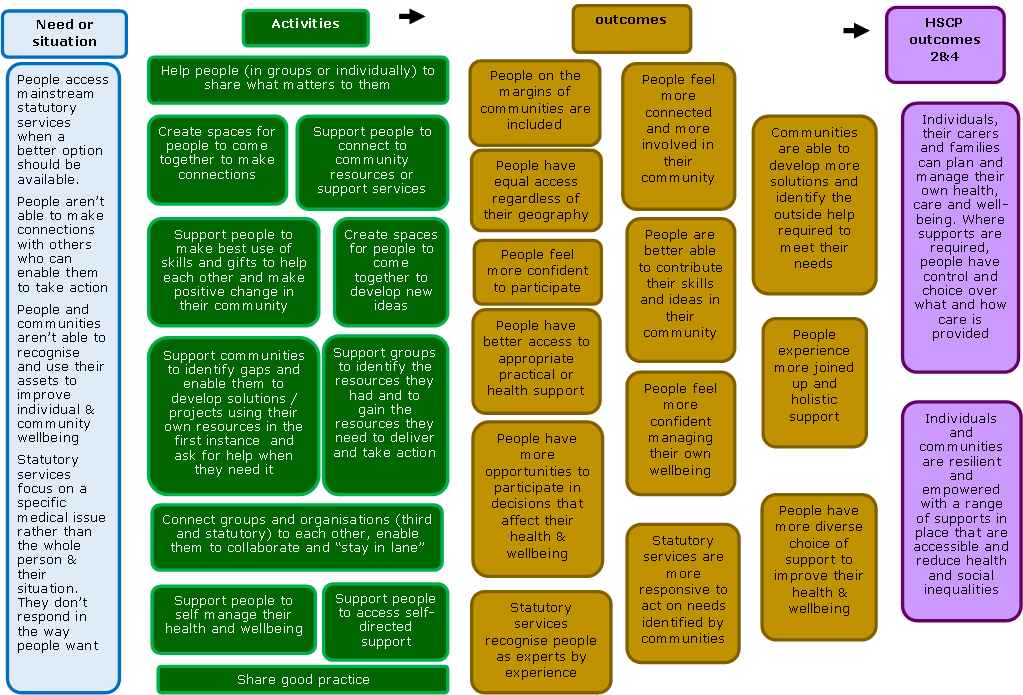 Need or
situation
People access
mainstream
statutory
services
when a
better option
should be
available.
People aren’t
able to make
connections
with others
who can
enable them
to take action
People and
communities
aren’t able to
recognise
and use their
assets to
improve
individual &
community
wellbeing
Statutory
services
focus on a
specific
medical issue
rather than
the whole
person &
their
situation.
They don’t
respond in
the way
people want
Activities
Help people (in groups or individually) to
share what matters to them
Create spaces for
people to come
together to make
connections
Support people to
connect to
community
resources or
support services
Support people to
make best use of
skills and gifts to help
each other and make
positive change in
their community
Create spaces
for people to
come
together to
develop new
ideas
Support communities
to identify gaps and
enable them to
develop solutions /
projects using their
own resources in the
first instance and
ask for help when
they need it
Support groups
to identify the
resources they
had and to
gain the
resources they
need to deliver
and take action
Connect groups and organisations (third
and statutory) to each other, enable
them to collaborate and “stay in lane”
Support people to
self manage their
health and wellbeing
Support people
to access self-
directed
support
Share good practice
outcomes
People on the
margins of
communities are
included
People have
equal access
regardless of
their geography
People feel
more confident
to participate
People have
better access to
appropriate
practical or
health support
People have
more
opportunities to
participate in
decisions that
affect their
health &
wellbeing
Statutory
services
recognise people
as experts by
experience
People feel
more
connected
and more
involved in
their
community
People are
better able
to contribute
their skills
and ideas in
their
community
People feel
more
confident
managing
their own
wellbeing
Statutory
services are
more
responsive to
act on needs
identified by
communities
Communities
are able to
develop more
solutions and
identify the
outside help
required to
meet their
needs
People
experience
more joined
up and
holistic
support
People have
more diverse
choice of
support to
improve their
health &
wellbeing
HSCP
outcomes
2&4
Individuals,
their carers
and families
can plan and
manage their
own health,
care and well-
being. Where
supports are
required,
people have
control and
choice over
what and how
care is
provided
Individuals
and
communities
are resilient
and
empowered
with a range
of supports in
place that are
accessible and
reduce health
and social
inequalities